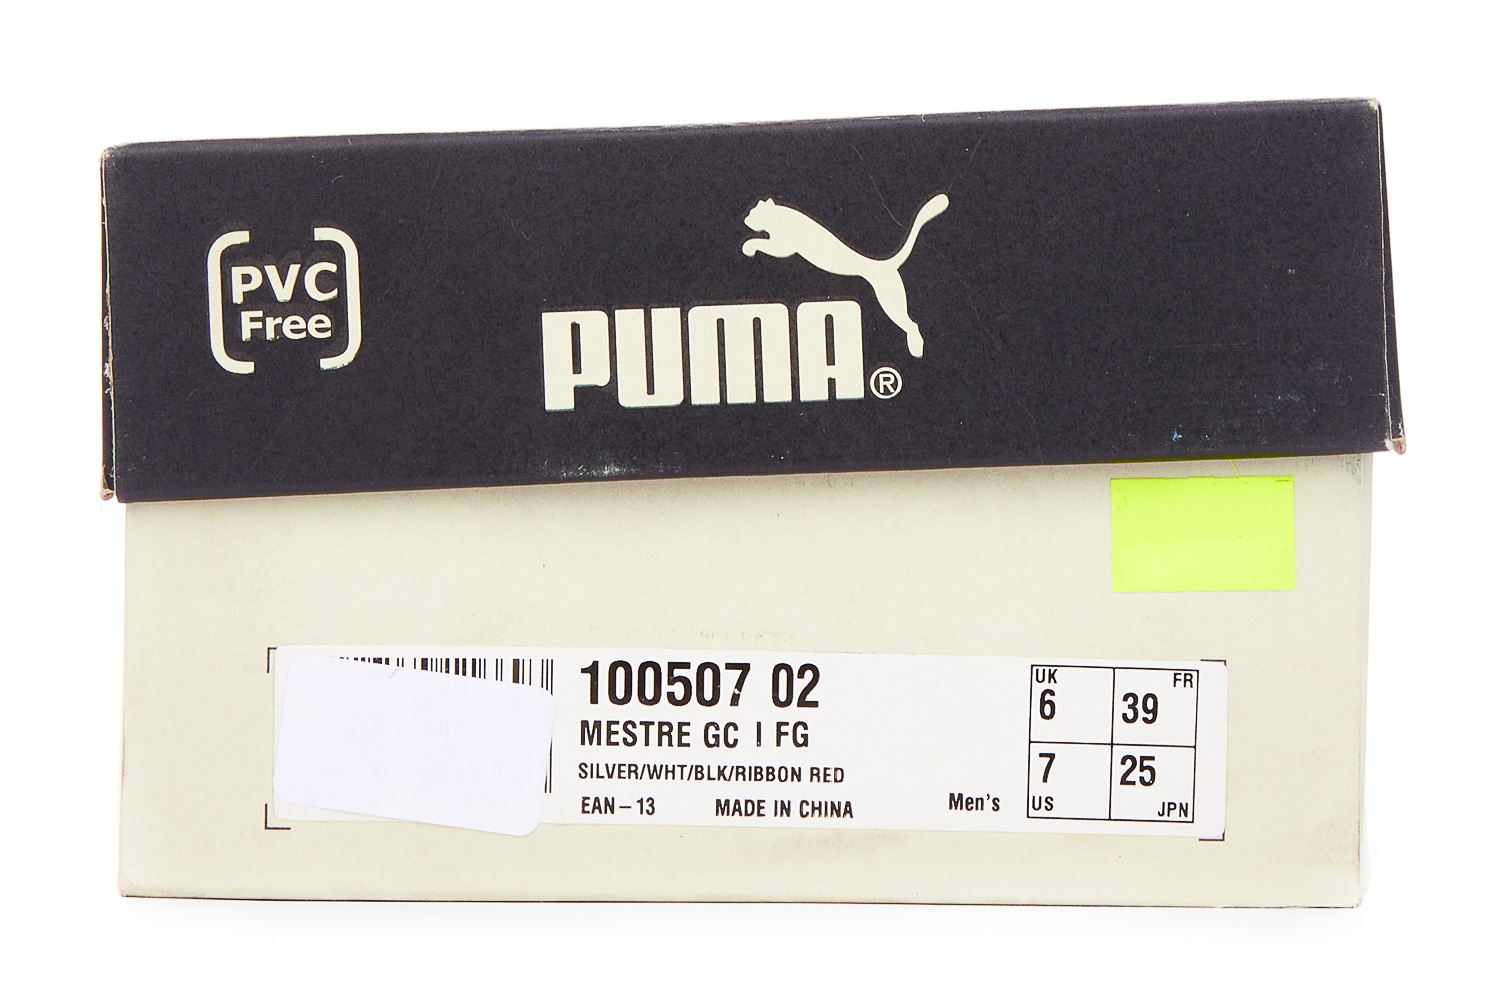 PVC
Free
PUMA®
100507 02
MESTRE GC I FG
SILVER/WHT/BLK/RIBBON RED
EAN-13 MADE IN CHINA
Men's
UK
6
FR
39
7
US
25
JPN